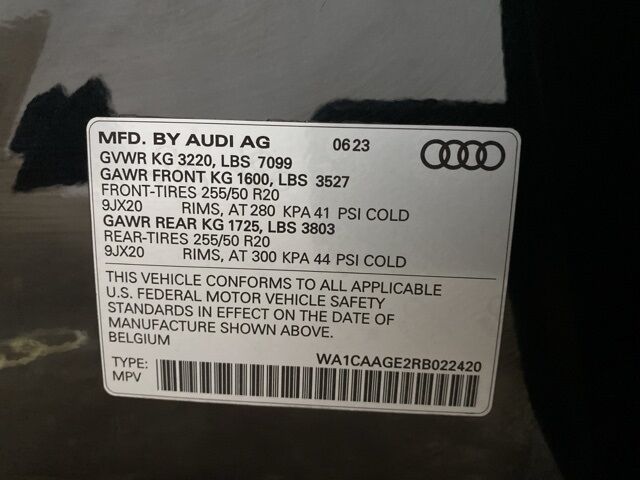 MFD. BY AUDI AG 0623
GVWR KG 3220, LBS 7099
GAWR FRONT KG 1600, LBS 3527
FRONT-TIRES 255/50 R20
9JX20 RIMS, AT 280 KPA 41 PSI COLD
GAWR REAR KG 1725, LBS 3803
REAR-TIRES 255/50 R20
9JX20 RIMS, AT 300 KPA 44 PSI COLD
THIS VEHICLE CONFORMS TO ALL APPLICABLE
U.S. FEDERAL MOTOR VEHICLE SAFETY
STANDARDS IN EFFECT ON THE DATE OF
MANUFACTURE SHOWN ABOVE.
BELGIUM
TYPE: WA1CAAGE2RB022420
MPV